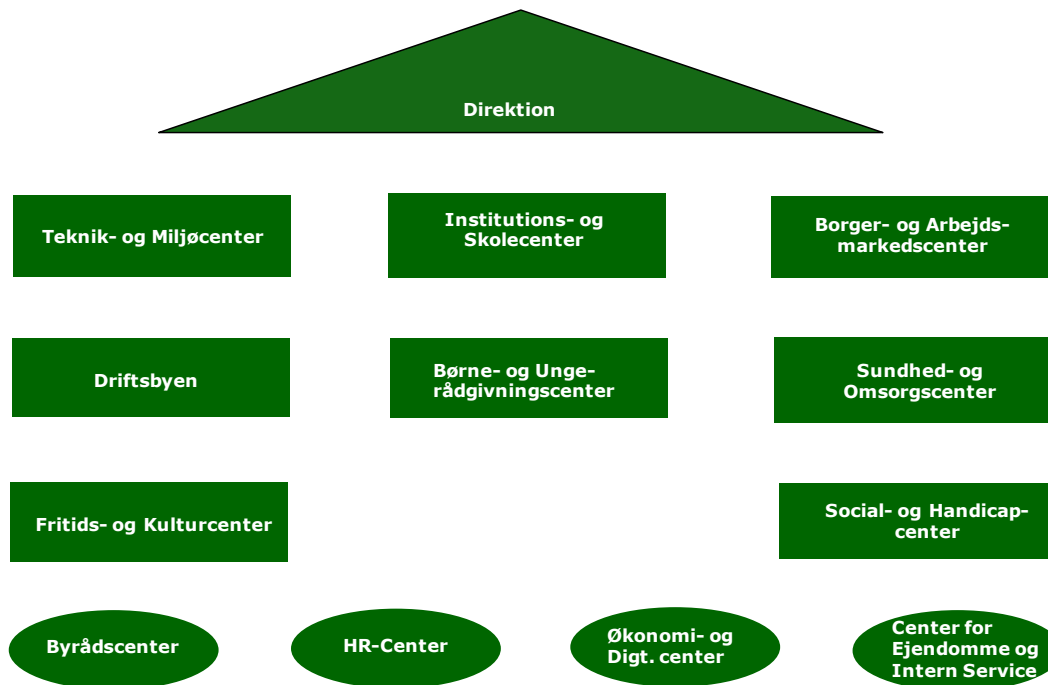 Direktion
Teknik- og Miljøcenter
Institutions- og
Skolecenter
Borger- og Arbejds-
markedscenter
Driftsbyen
Børne- og Unge-
rådgivningscenter
Sundhed- og
Omsorgscenter
Fritids- og Kulturcenter
Social- og Handicap-
center
Byrådscenter
HR-Center
Økonomi- og
Digt. center
Center for
Ejendomme og
Intern Service